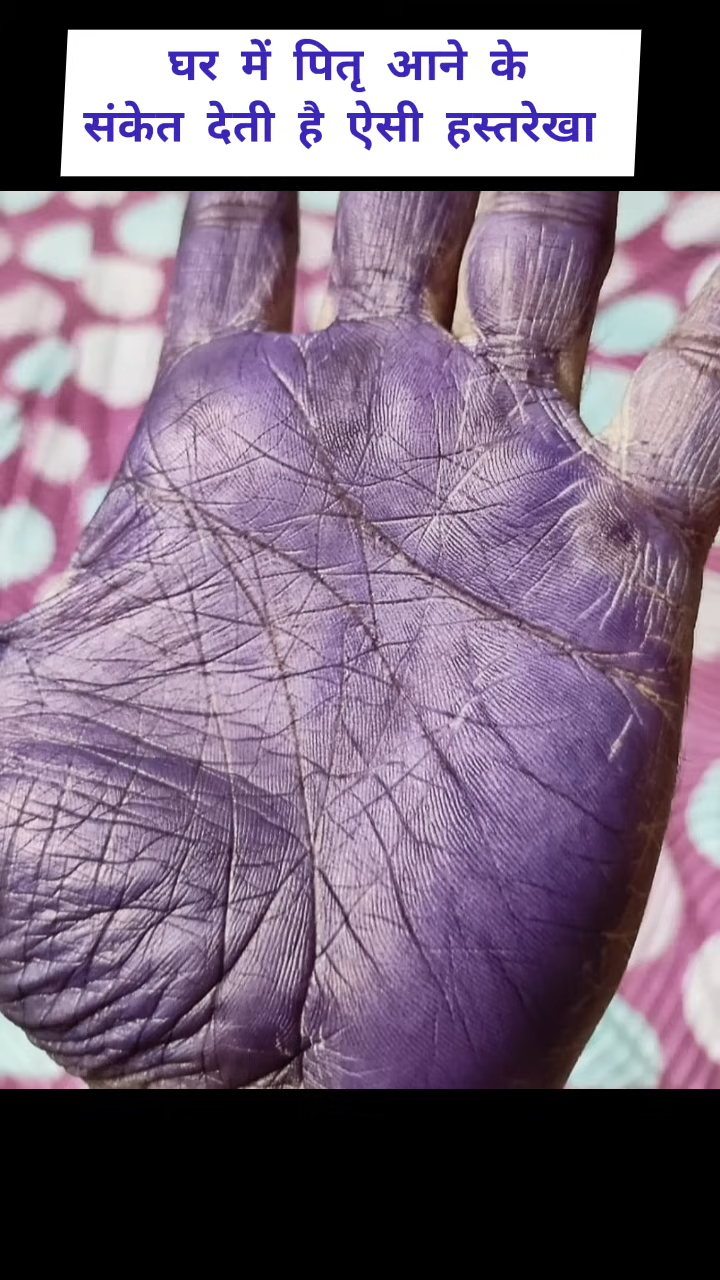 घर में पितृ आने के
संकेत देती है ऐसी हस्तरेखा